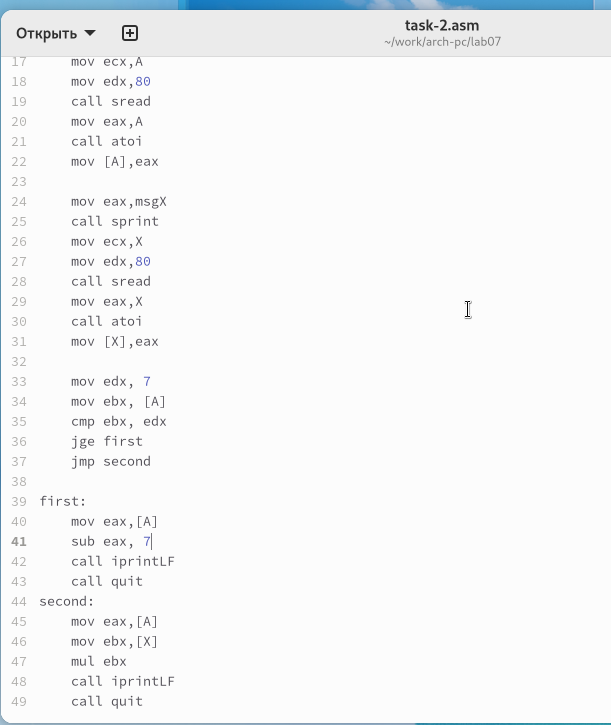 Открыть
task-2.asm
~/work/arch-pc/lab07
17 mov ecx,A
18 mov edx,80
19 call sread
20 mov eax,A
21 call atoi
22 mov [A],eax
23
24 mov eax,msgX
25 call sprint
26 mov ecx,X
27 mov edx,80
28 call sread
29 mov eax,X
30 call atoi
31 mov [X],eax
32
33 mov edx, 7
34 mov ebx, [A]
35 cmp ebx, edx
36 jge first
37 jmp second
38
39 first:
40 mov eax,[A]
41 sub eax, 7
42 call iprintLF
43 call quit
44 second:
45 mov eax,[A]
46 mov ebx,[X]
47 mul ebx
48 call iprintLF
49 call quit